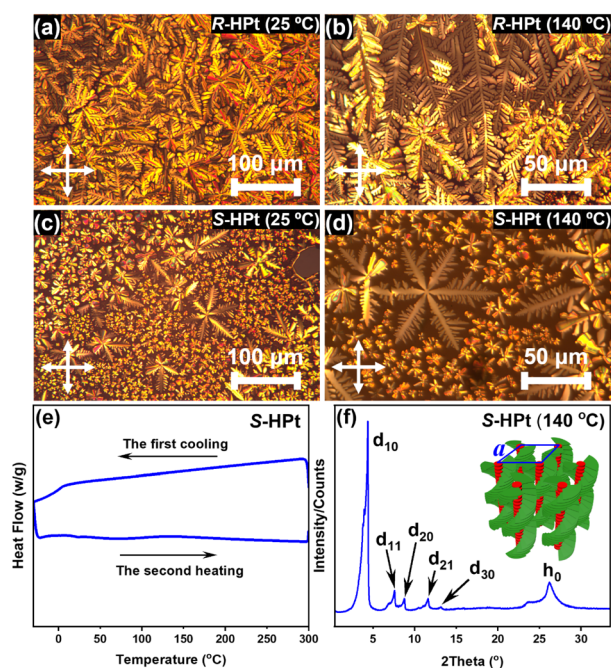 (a)
R-HPt (25 ºC)
100 µm
(b)
R-HPt (140 ºC)
50 µm
(c)
S-HPt (25 ºC)
100 µm
(d)
S-HPt (140 ºC)
50 µm
(e)
S-HPt
The first cooling
The second heating
Heat Flow (w/g)
0 50 100 150 200 250 300
Temperature (ºC)
(f)
S-HPt (140 ºC)
d10
a
d11
d20
d21
d30
h0
Intensity/Counts
5 10 15 20 25 30
2Theta (º)